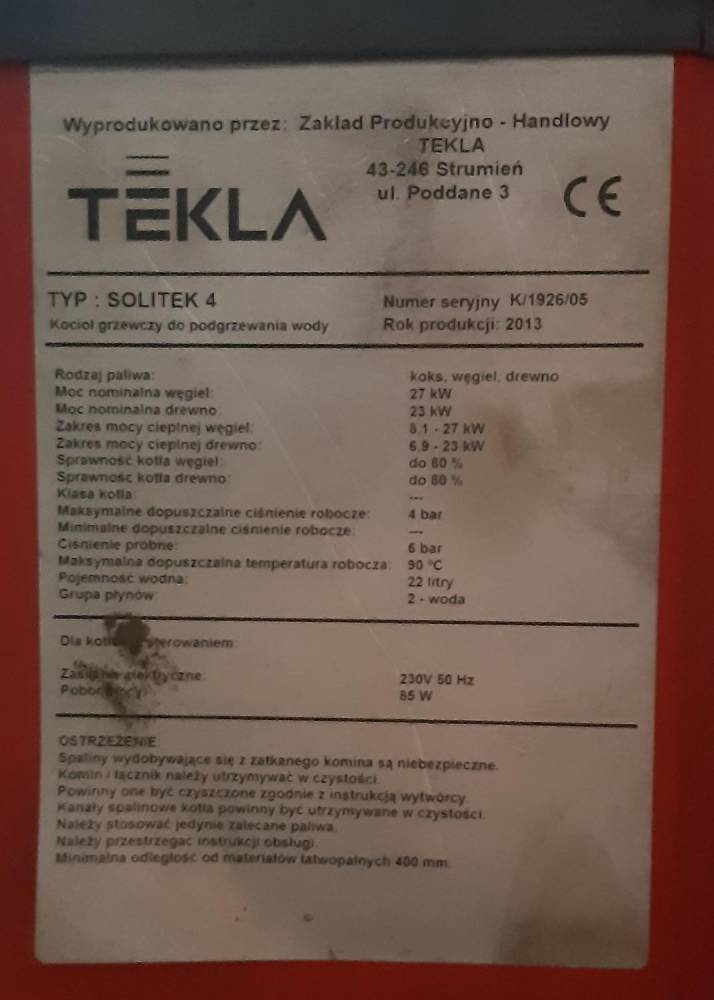 Wyprodukowano przez: Zakład Produkcyjno - Handlowy
TEKLA
43-246 Strumień
ul. Poddane 3
TEKLA
CE
TYP : SOLITEK 4
Numer seryjny K/1926/05
Kocioł grzewczy do podgrzewania wody
Rok produkcji: 2013
Rodzaj paliwa: koks, węgiel, drewno
Moc nominalna węgiel: 27 kW
Moc nominalna drewno: 23 kW
Zakres mocy cieplnej węgiel: 8,1 - 27 kW
Zakres mocy cieplnej drewno: 6,9 - 23 kW
Sprawność kotła węgiel: do 80 %
Sprawność kotła drewno: do 80 %
Klasa kotła: ---
Maksymalne dopuszczalne ciśnienie robocze: 4 bar
Minimalne dopuszczalne ciśnienie robocze: ---
Ciśnienie próbne: 6 bar
Maksymalna dopuszczalna temperatura robocza: 90 °C
Pojemność wodna: 22 litry
Grupa płynów: 2 - woda
Dla sterowaniem:
230V 50 Hz
85 W
OSTRZEŻENIE
Spaliny wydobywające się z zatkanego komina są niebezpieczne.
Komin i łącznik należy utrzymywać w czystości.
Powinny one być czyszczone zgodnie z instrukcją wytwórcy.
Kanały spalinowe kotła powinny być utrzymywane w czystości.
Należy stosować jedynie zalecane paliwa.
Należy przestrzegać instrukcji obsługi.
Minimalna odległość od materiałów łatwopalnych 400 mm.